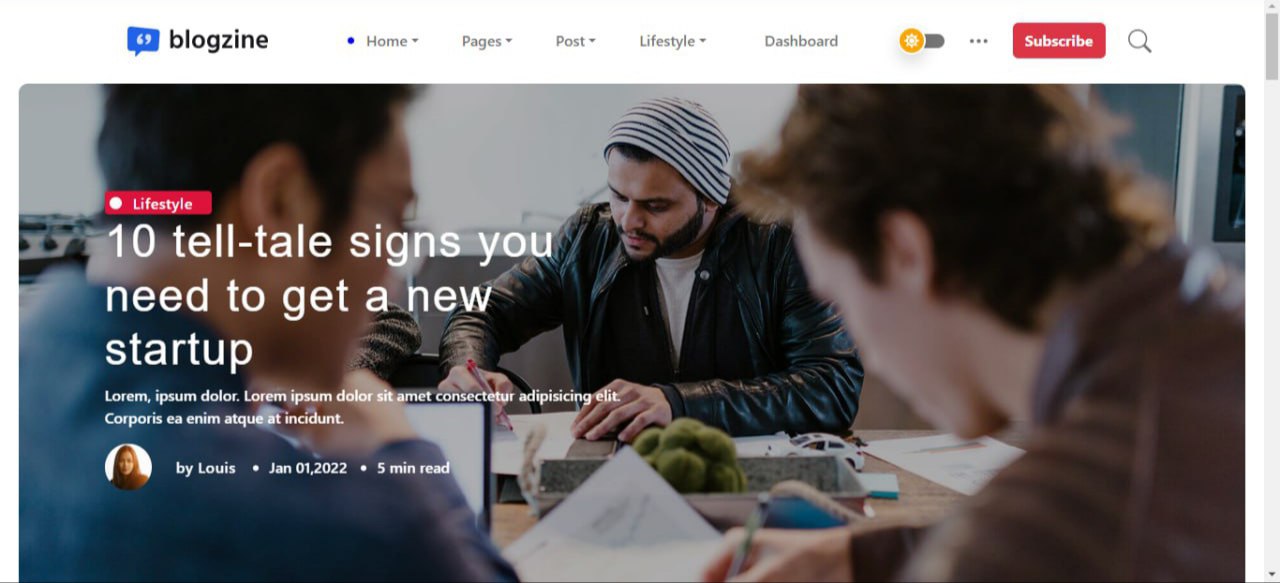 blogzine
Home Pages Post Lifestyle Dashboard Subscribe
Lifestyle
10 tell-tale signs you
need to get a new
startup
Lorem, ipsum dolor. Lorem ipsum dolor sit amet consectetur adipisicing elit.
Corporis ea enim atque at incidunt.
by Louis • Jan 01,2022 • 5 min read